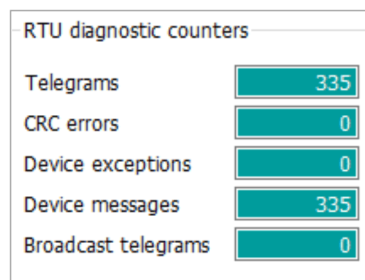 RTU diagnostic counters
Telegrams 335
CRC errors 0
Device exceptions 0
Device messages 335
Broadcast telegrams 0